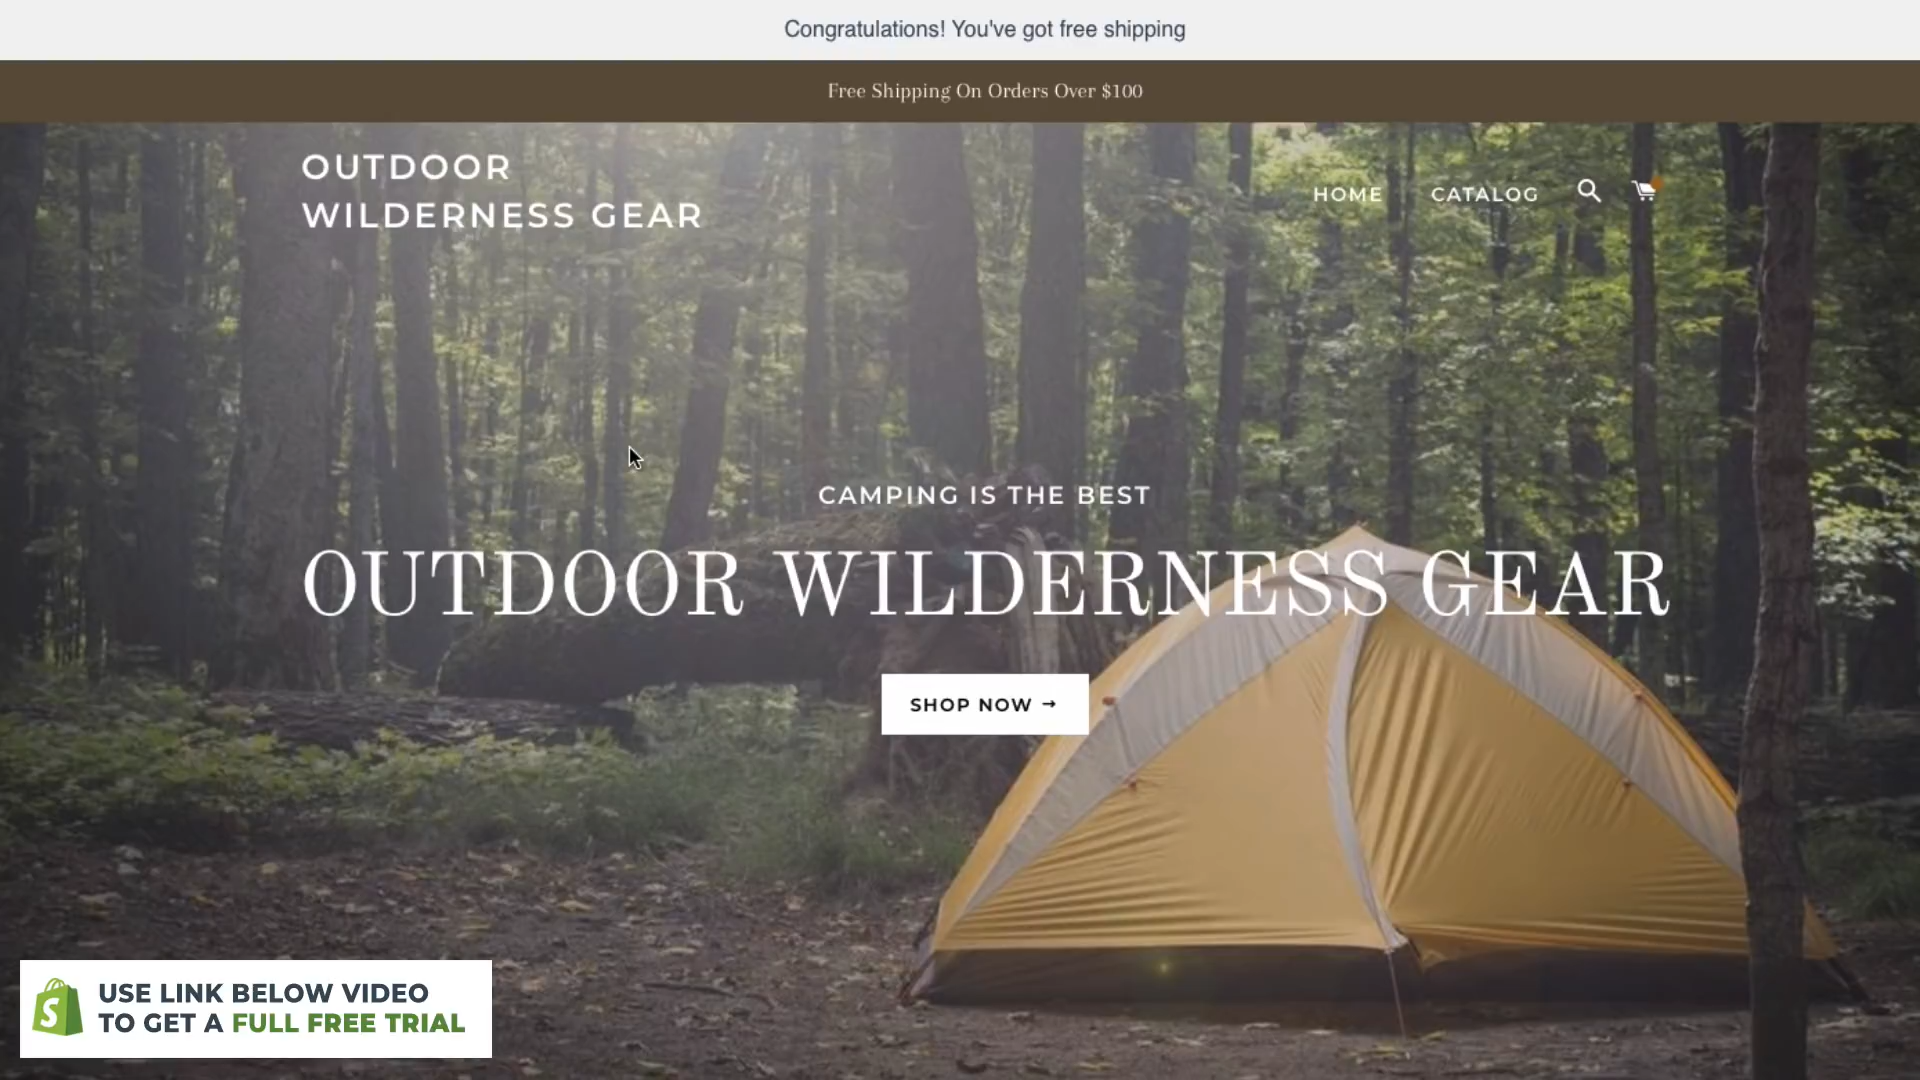 Congratulations! You've got free shipping
Free Shipping On Orders Over $100
OUTDOOR
WILDERNESS GEAR
HOME
CATALOG
CAMPING IS THE BEST
OUTDOOR WILDERNESS GEAR
SHOP NOW →
USE LINK BELOW VIDEO
TO GET A FULL FREE TRIAL